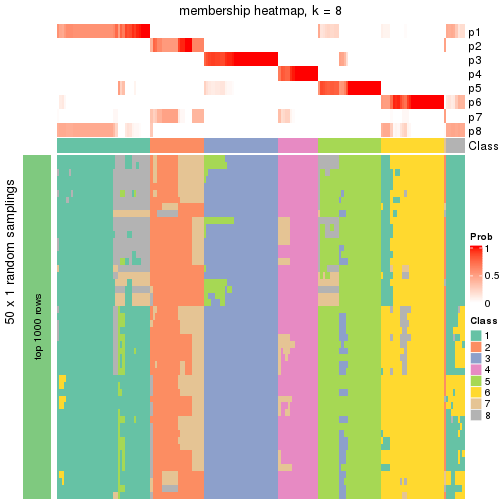 membership heatmap, k = 8
p1
p2
p3
p4
p5
p6
p7
p8
Class
50 x 1 random samplings
top 1000 rows
Prob
1
0.5
0
Class
1
2
3
4
5
6
7
8